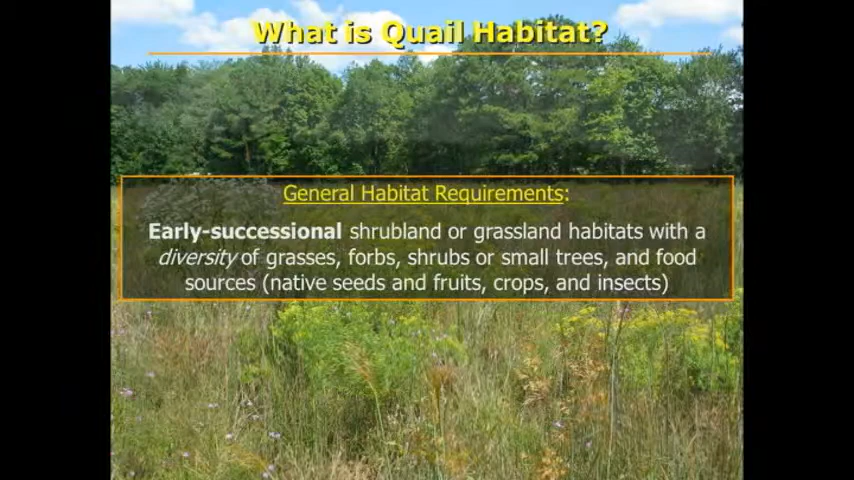 What is Quail Habitat?
General Habitat Requirements:
Early-successional shrubland or grassland habitats with a
diversity of grasses, forbs, shrubs or small trees, and food
sources (native seeds and fruits, crops, and insects)